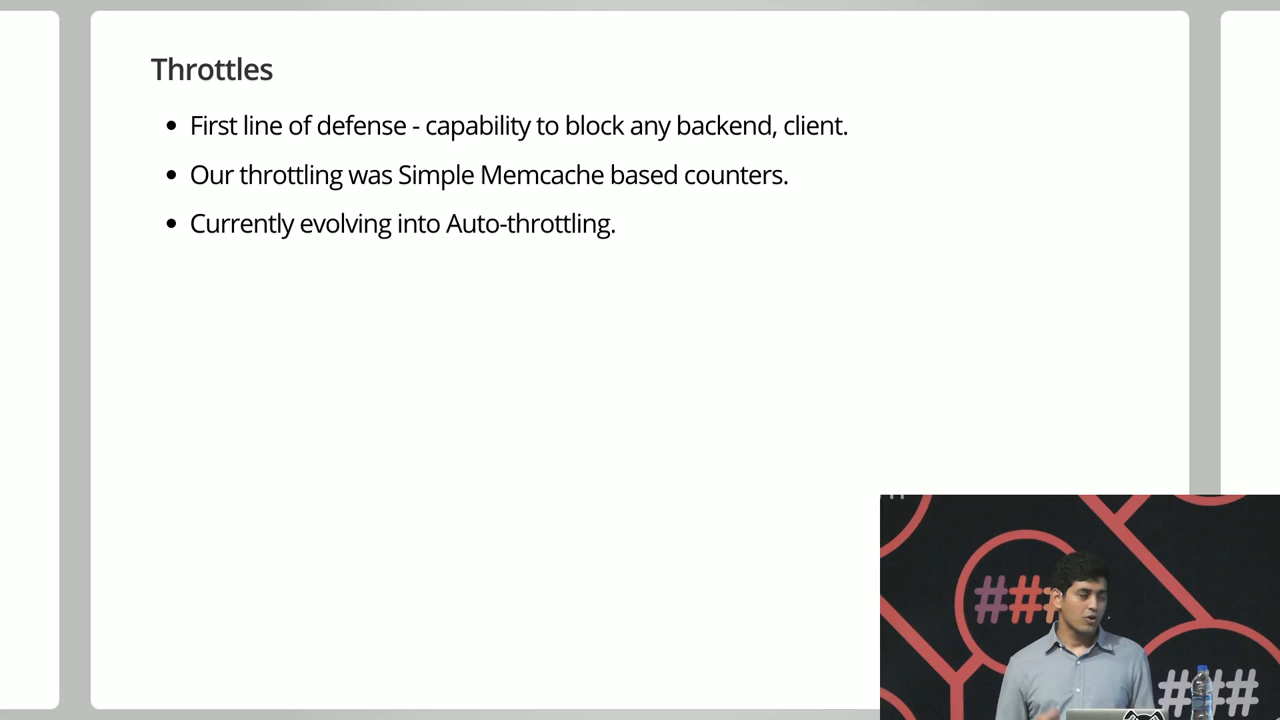 Throttles
First line of defense - capability to block any backend, client.
Our throttling was Simple Memcache based counters.
Currently evolving into Auto-throttling.
###
###